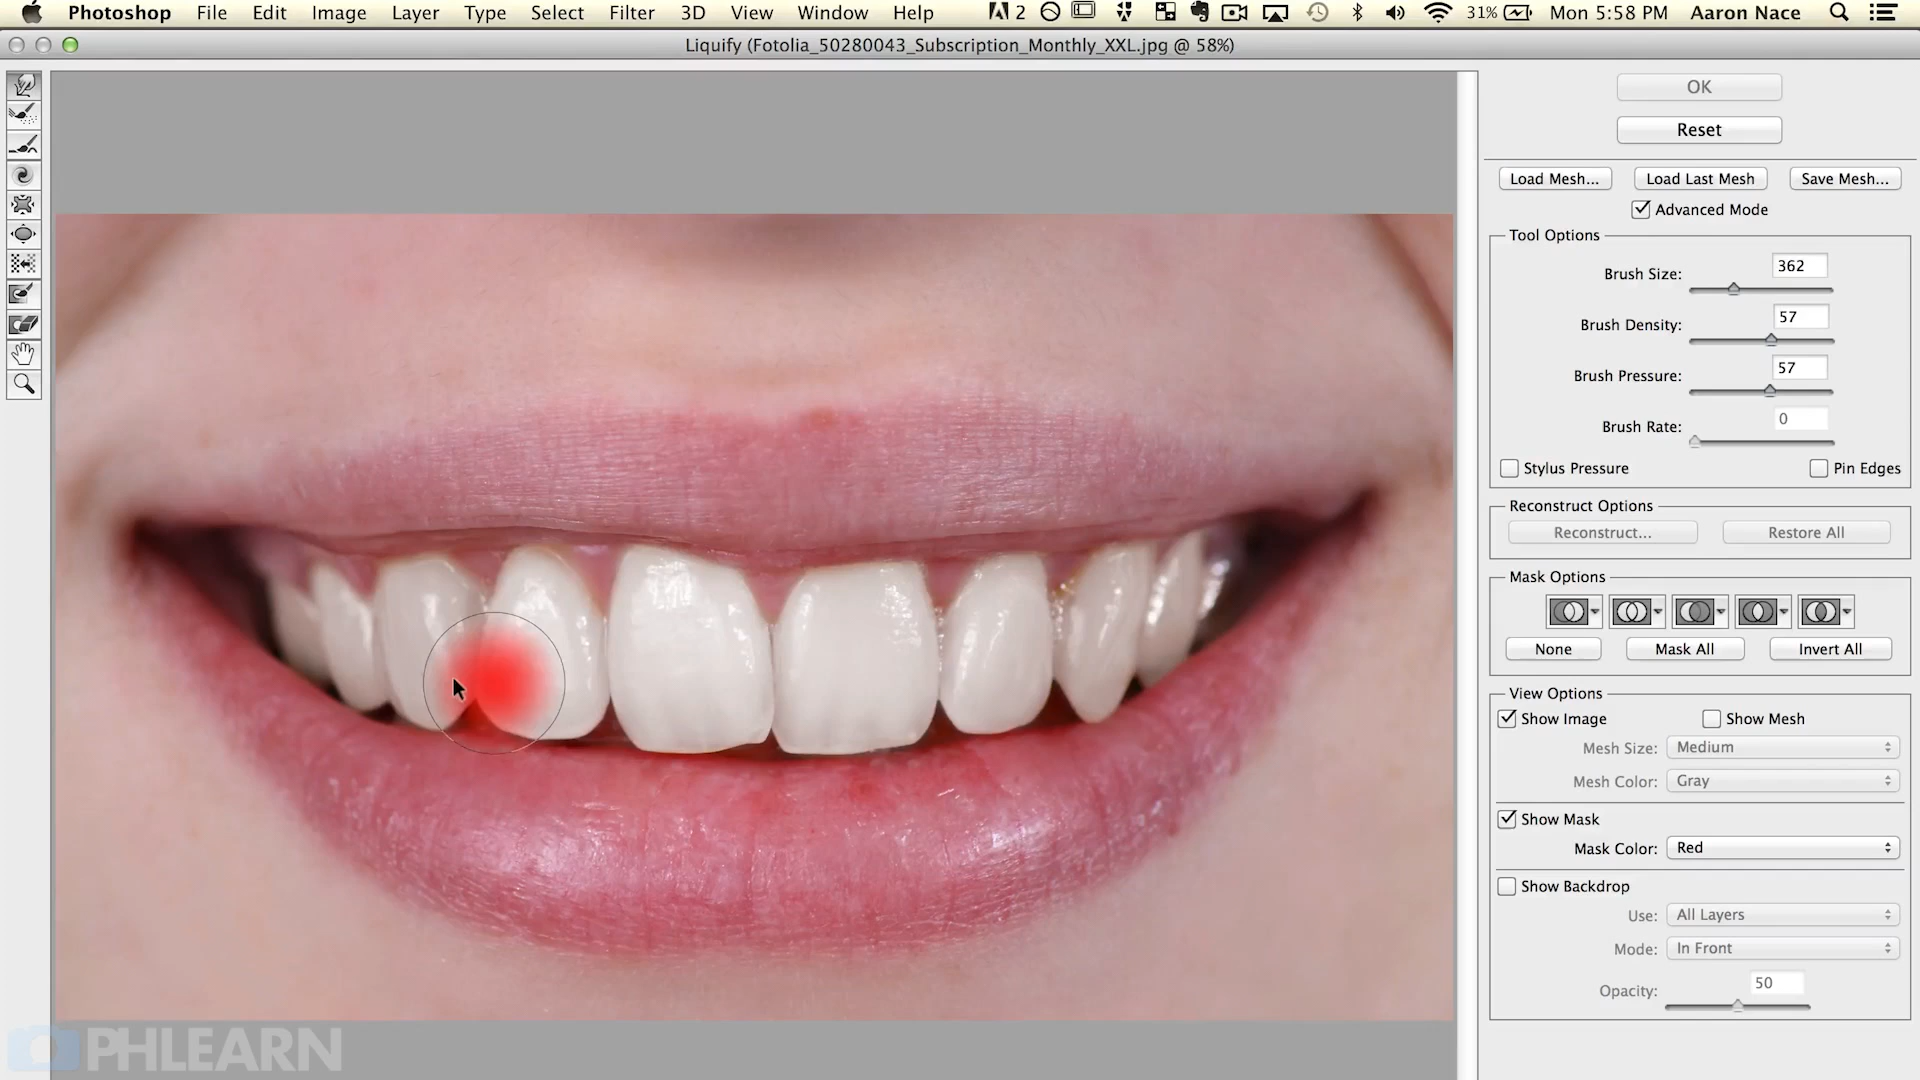 Photoshop File Edit Image Layer Type Select Filter 3D View Window Help 2 31% Mon 5:58 PM Aaron Nace
Liquify (Fotolia_50280043_Subscription_Monthly_XXL.jpg @ 58%)
OK
Reset
Load Mesh... Load Last Mesh Save Mesh...
Advanced Mode
Tool Options
Brush Size: 362
Brush Density: 57
Brush Pressure: 57
Brush Rate: 0
Stylus Pressure Pin Edges
Reconstruct Options
Reconstruct... Restore All
Mask Options
None Mask All Invert All
View Options
Show Image Show Mesh
Mesh Size: Medium
Mesh Color: Gray
Show Mask
Mask Color: Red
Show Backdrop
Use: All Layers
Mode: In Front
Opacity: 50
PHLEARN